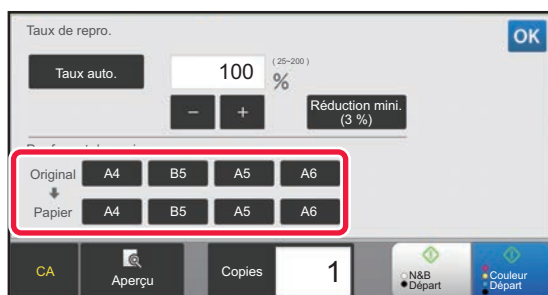 Taux de repro.
OK
Taux auto.
100
(25~200)
%
−
+
Réduction mini.
(3 %)
Original
A4
B5
A5
A6
Papier
A4
B5
A5
A6
CA
Aperçu
Copies
1
N&B
Départ
Couleur
Départ